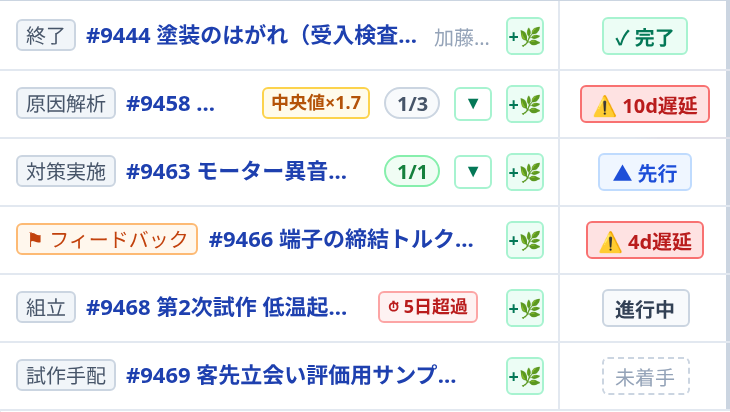 終了 #9444 塗装のはがれ（受入検査... 加藤... +🌿 ✓ 完了
原因解析 #9458 ... 中央値×1.7 1/3 ▼ +🌿 ⚠️ 10d遅延
対策実施 #9463 モーター異音... 1/1 ▼ +🌿 ▲ 先行
⚑ フィードバック #9466 端子の締結トルク... +🌿 ⚠️ 4d遅延
組立 #9468 第2次試作 低温起... ⏱ 5日超過 +🌿 進行中
試作手配 #9469 客先立会い評価用サンプ... +🌿 未着手